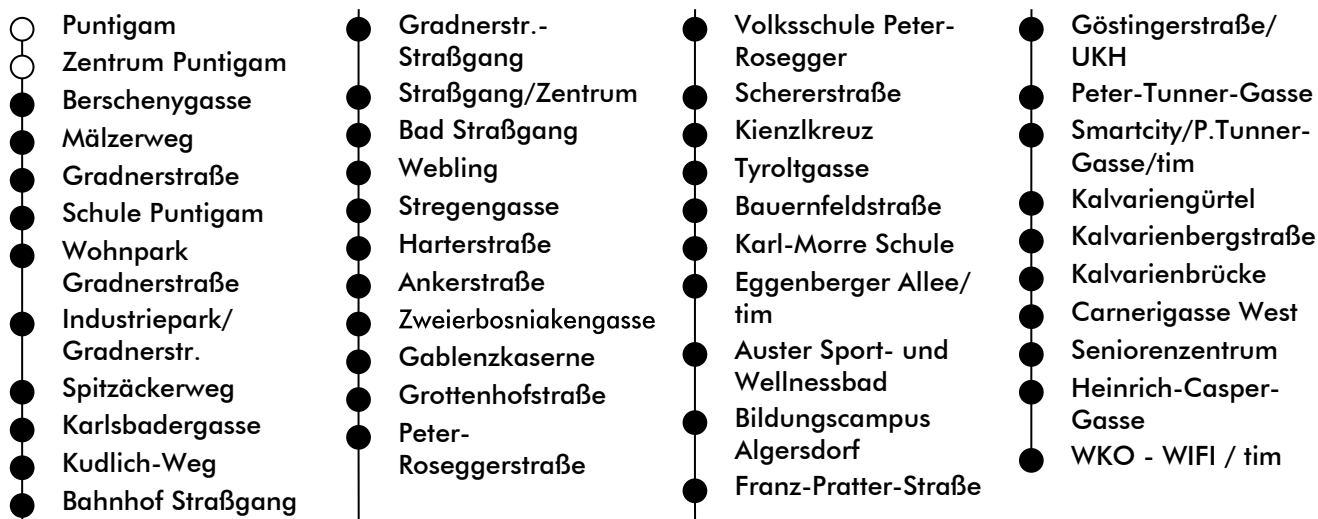 Puntigam
Zentrum Puntigam
Berschenygasse
Mälzerweg
Gradnerstraße
Schule Puntigam
Wohnpark
Gradnerstraße
Industriepark/
Gradnerstr.
Spitzäckerweg
Karlsbadergasse
Kudlich-Weg
Bahnhof Straßgang
Gradnerstr.-
Straßgang
Straßgang/Zentrum
Bad Straßgang
Webling
Stregengasse
Harterstraße
Ankerstraße
Zweierbosniakengasse
Gablenzkaserne
Grottenhofstraße
Peter-
Roseggerstraße
Volksschule Peter-
Rosegger
Schererstraße
Kienzlkreuz
Tyroltgasse
Bauernfeldstraße
Karl-Morre Schule
Eggenberger Allee/
tim
Auster Sport- und
Wellnessbad
Bildungscampus
Algersdorf
Franz-Pratter-Straße
Göstingerstraße/
UKH
Peter-Tunner-Gasse
Smartcity/P.Tunner-
Gasse/tim
Kalvariengürtel
Kalvarienbergstraße
Kalvarienbrücke
Carnerigasse West
Seniorenzentrum
Heinrich-Casper-
Gasse
WKO - WIFI / tim